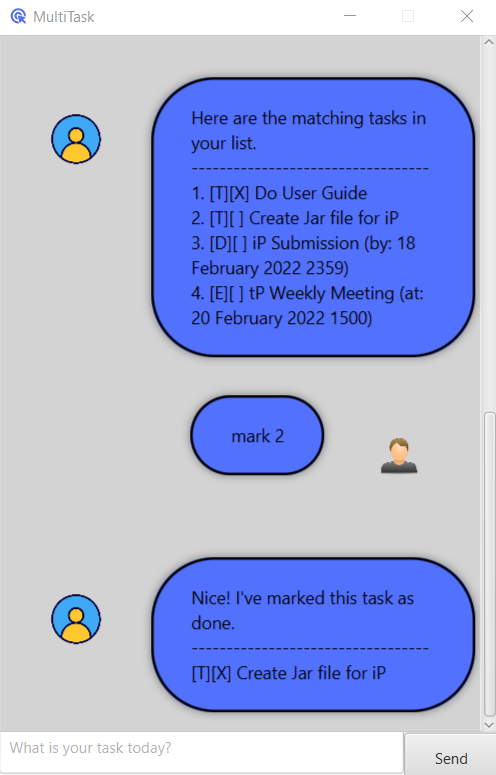 MultiTask
Here are the matching tasks in
your list.
----------------------------------
1. [T][X] Do User Guide
2. [T][ ] Create Jar file for iP
3. [D][ ] iP Submission (by: 18
February 2022 2359)
4. [E][ ] tP Weekly Meeting (at:
20 February 2022 1500)
mark 2
Nice! I've marked this task as
done.
----------------------------------
[T][X] Create Jar file for iP
What is your task today?
Send